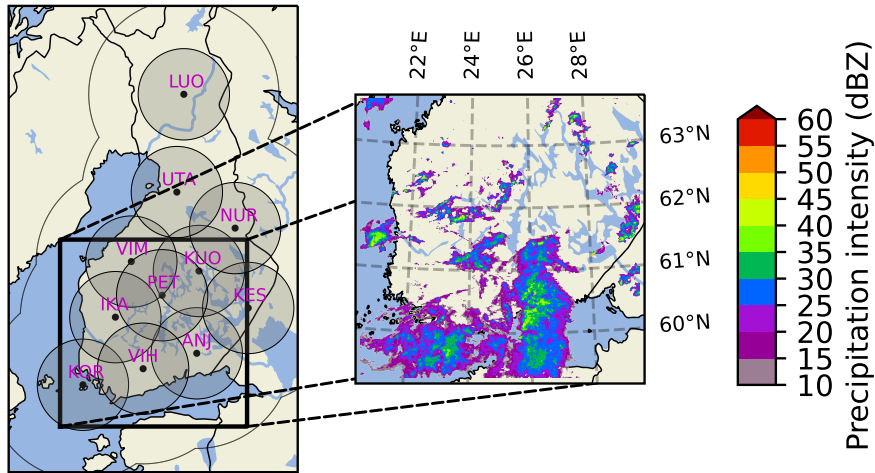 LUO
UTA
NUR
VIM
KUO
PET
KES
IKA
ANJ
VIH
KOR
22°E
24°E
26°E
28°E
63°N
62°N
61°N
60°N
60
55
50
45
40
35
30
25
20
15
10
Precipitation intensity (dBZ)